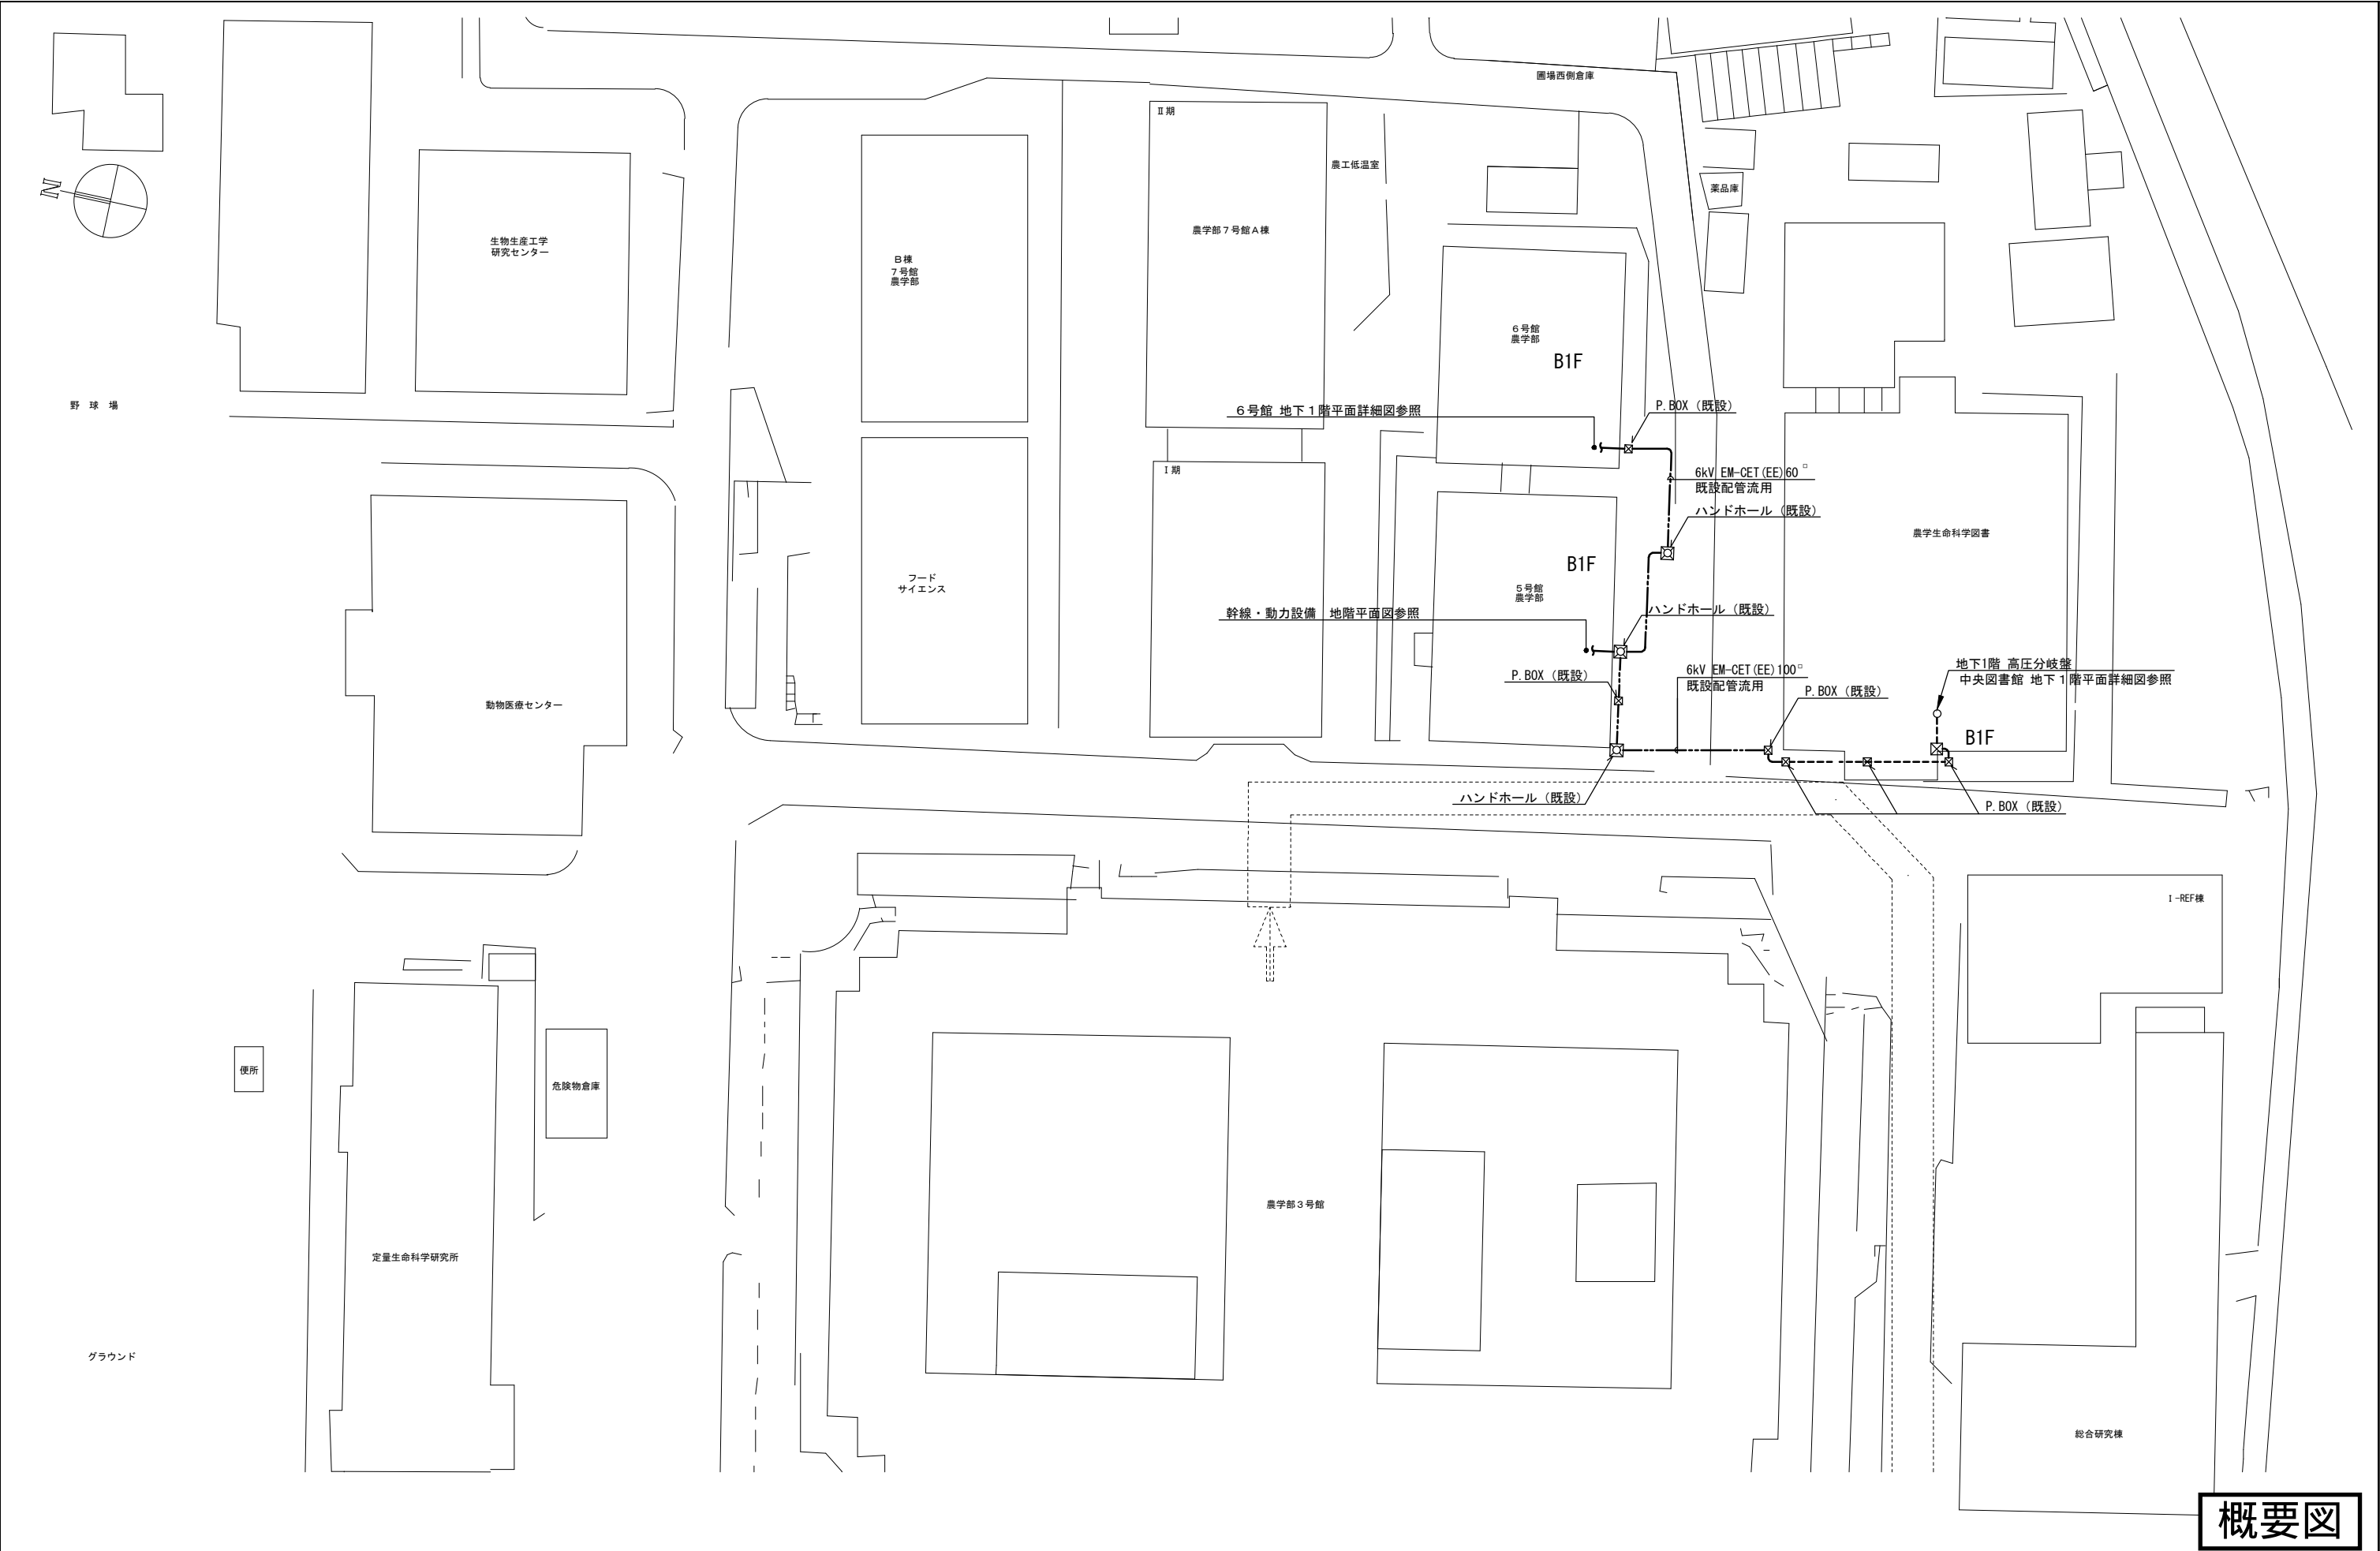 圃場西側倉庫
Ⅱ期
農工低温室
薬品庫
N
生物生産工学
研究センター
農学部７号館Ａ棟
Ｂ棟
７号館
農学部
６号館
農学部
B1F
野　球　場
６号館 地下１階平面詳細図参照
P.BOX（既設）
Ⅰ期
6kV EM-CET(EE)60□
既設配管流用
ハンドホール（既設）
農学生命科学図書
フード
サイエンス
B1F
５号館
農学部
幹線・動力設備　地階平面図参照
ハンドホール（既設）
P.BOX（既設）
6kV EM-CET(EE)100□
既設配管流用
P.BOX（既設）
地下1階 高圧分岐盤
中央図書館 地下１階平面詳細図参照
動物医療センター
B1F
ハンドホール（既設）
P.BOX（既設）
Ⅰ-REF棟
便所
危険物倉庫
農学部３号館
定量生命科学研究所
グラウンド
総合研究棟
概要図